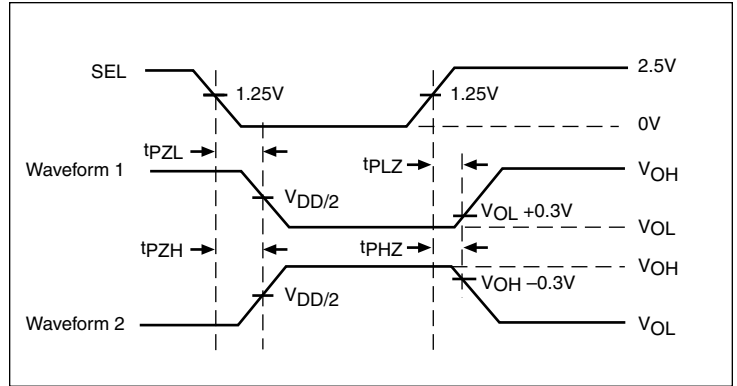 SEL
1.25V
1.25V
2.5V
0V
tPZL
tPLZ
Waveform 1
VDD/2
VOL +0.3V
VOH
VOL
tPZH
tPHZ
VOH
VDD/2
VOH –0.3V
Waveform 2
VOL